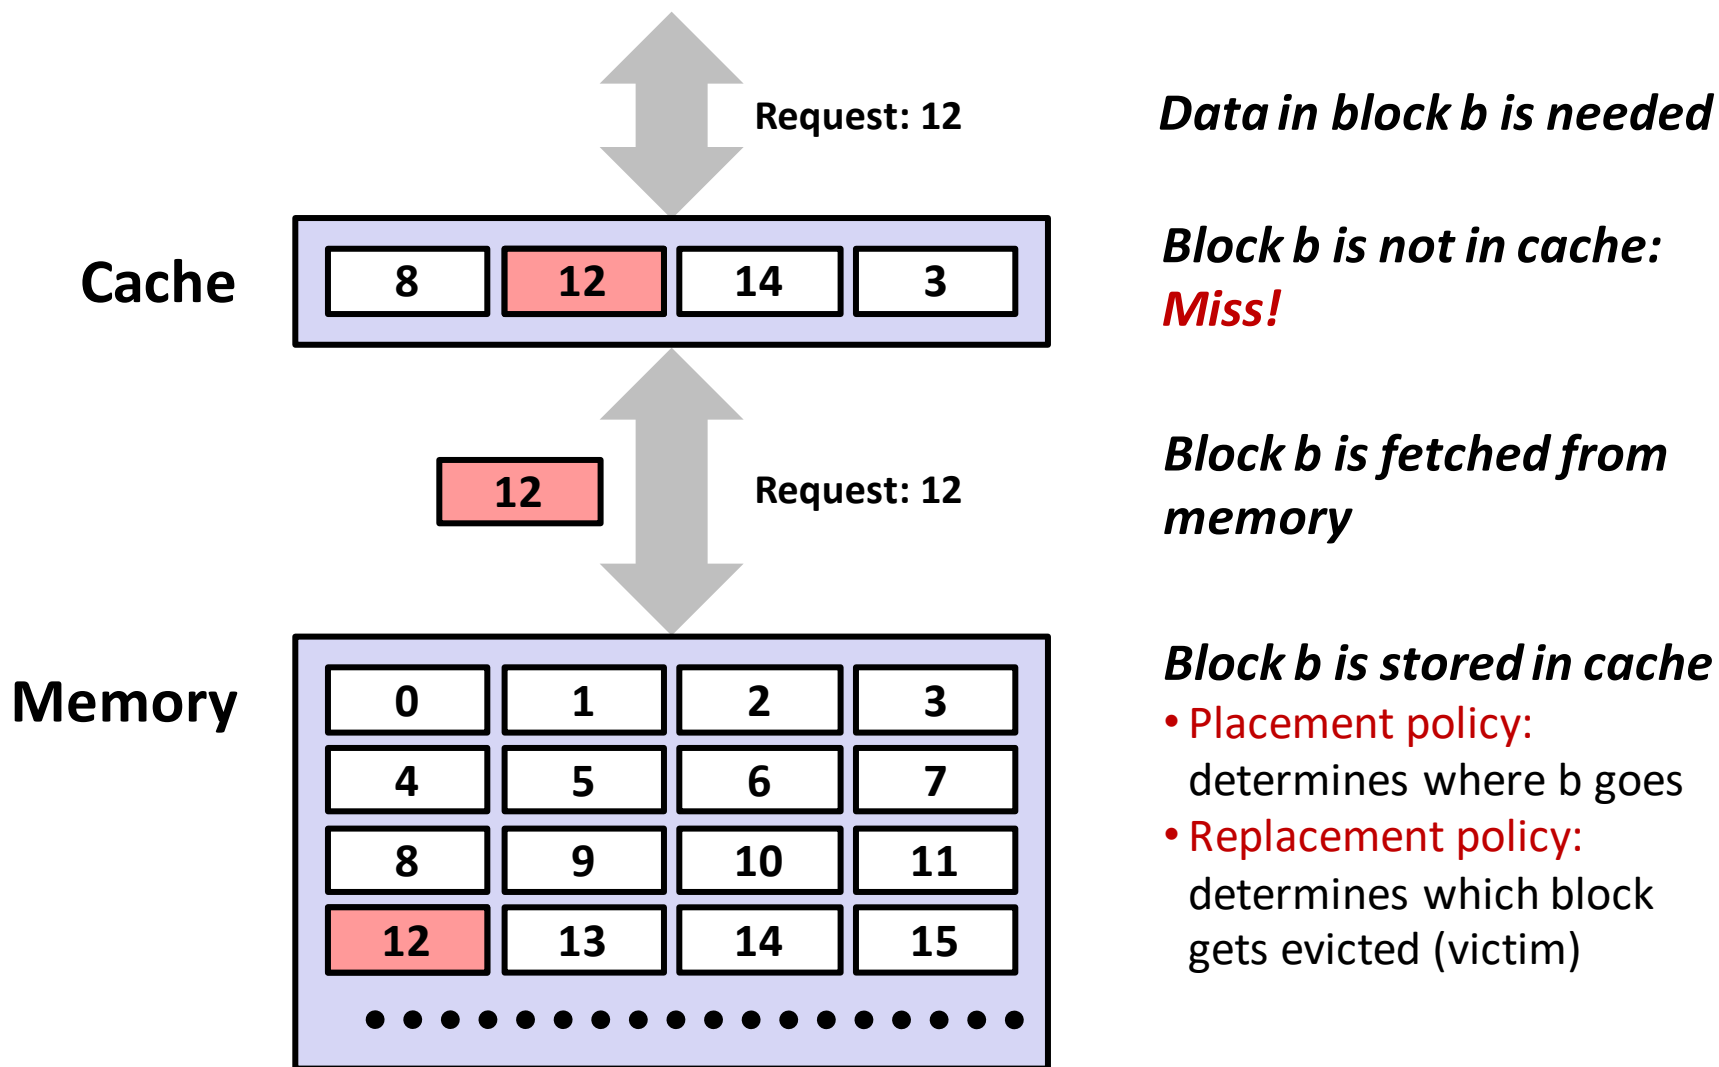 Request: 12
Data in block b is needed
Cache
8 12 14 3
Block b is not in cache:
Miss!
12
Request: 12
Block b is fetched from
memory
Memory
0 1 2 3
4 5 6 7
8 9 10 11
12 13 14 15
Block b is stored in cache
• Placement policy:
determines where b goes
• Replacement policy:
determines which block
gets evicted (victim)